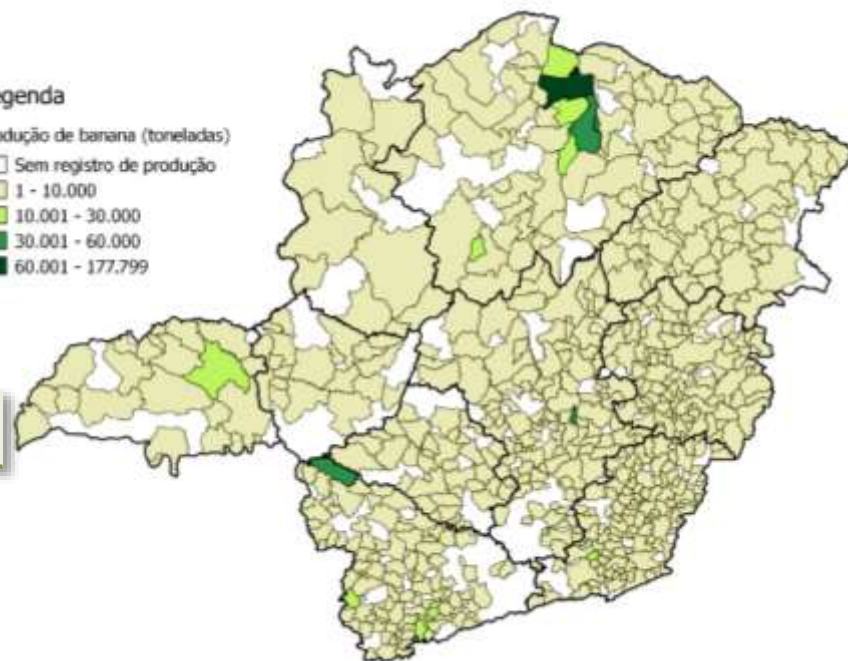 egenda
odução de banana (toneladas)
Sem registro de produção
1 - 10.000
10.001 - 30.000
30.001 - 60.000
60.001 - 177.799